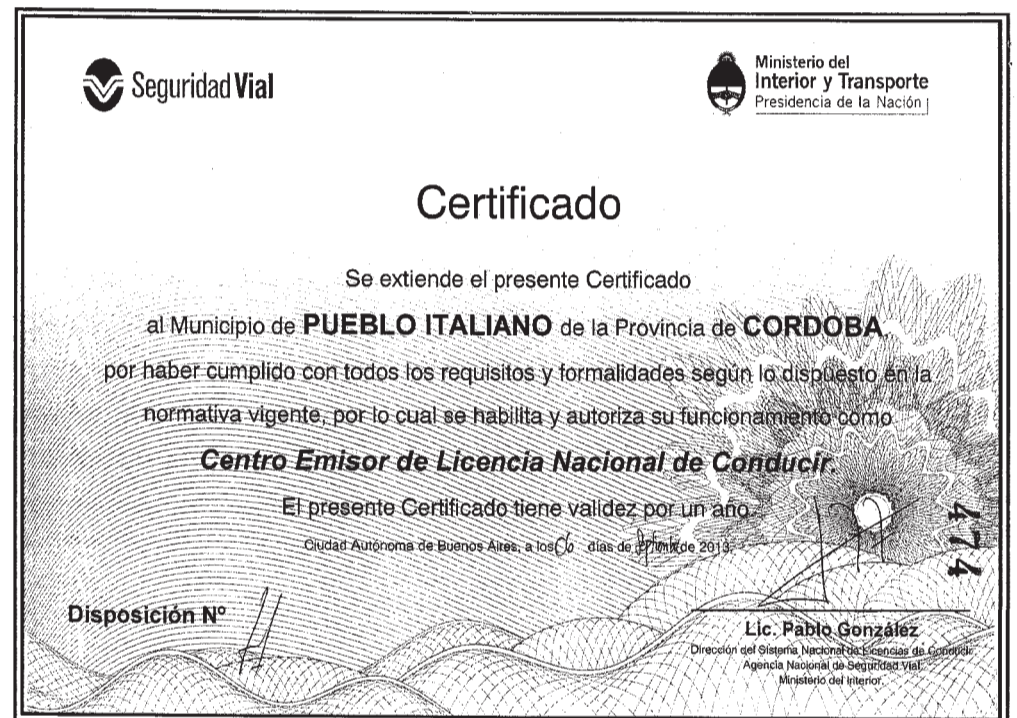 Seguridad Vial
Ministerio del
Interior y Transporte
Presidencia de la Nación
Certificado
Se extiende el presente Certificado
al Municipio de PUEBLO ITALIANO de la Provincia de CORDOBA,
por haber cumplido con todos los requisitos y formalidades según lo dispuesto en la
normativa vigente, por lo cual se habilita y autoriza su funcionamiento como
Centro Emisor de Licencia Nacional de Conducir.
El presente Certificado tiene validez por un año.
Ciudad Autónoma de Buenos Aires, a los 06 días de Septiembre de 2013.
474
Disposición Nº
Lic. Pablo González
Dirección del Sistema Nacional de Licencias de Conducir
Agencia Nacional de Seguridad Vial.
Ministerio del Interior.